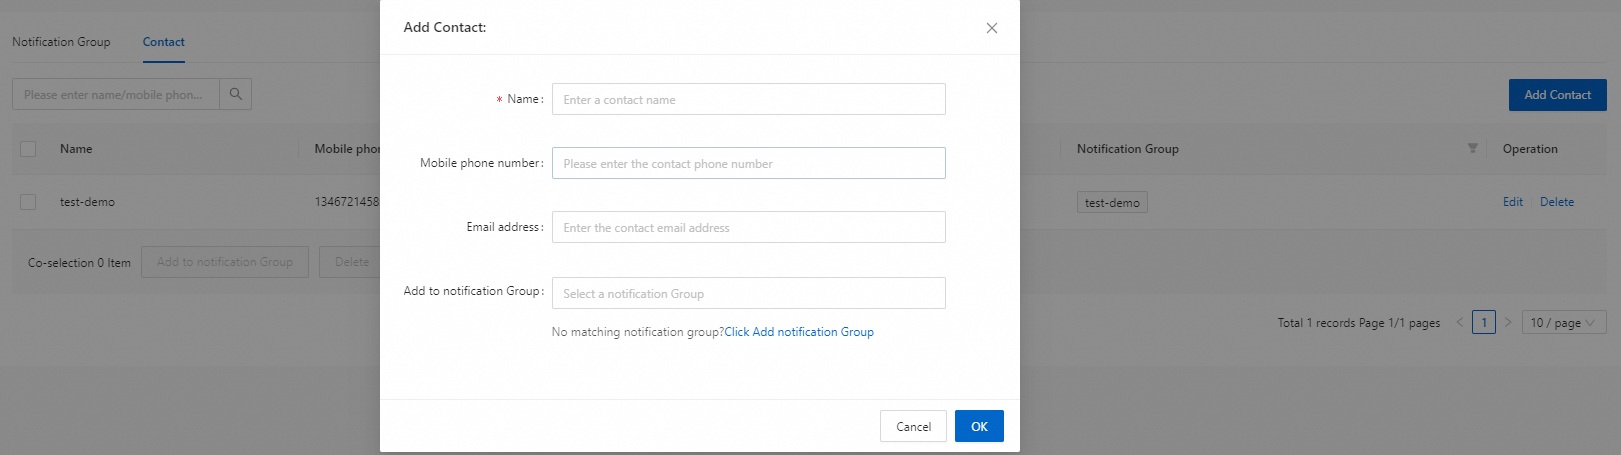 Add Contact:
Notification Group
Contact
Please enter name/mobile phon...
Add Contact
* Name:
Enter a contact name
Name
Mobile pho
Notification Group
Operation
Mobile phone number:
Please enter the contact phone number
test-demo
1346721458
test-demo
Edit
Delete
Email address:
Enter the contact email address
Co-selection 0 Item
Add to notification Group
Delete
Add to notification Group:
Select a notification Group
No matching notification group?Click Add notification Group
Total 1 records Page 1/1 pages
<
1
>
10 / page
Cancel
OK